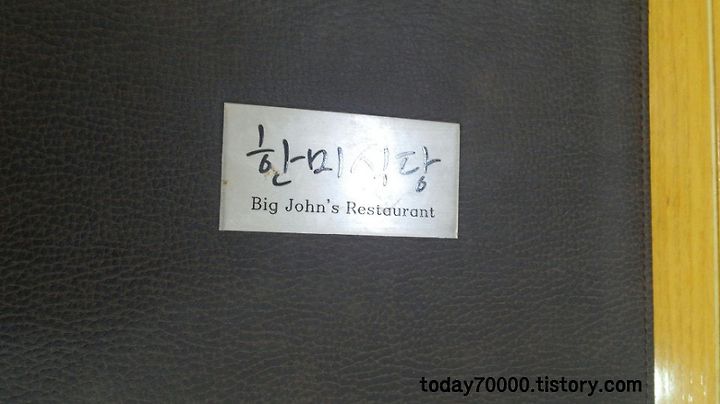 한미식당
Big John's Restaurant
today70000.tistory.com